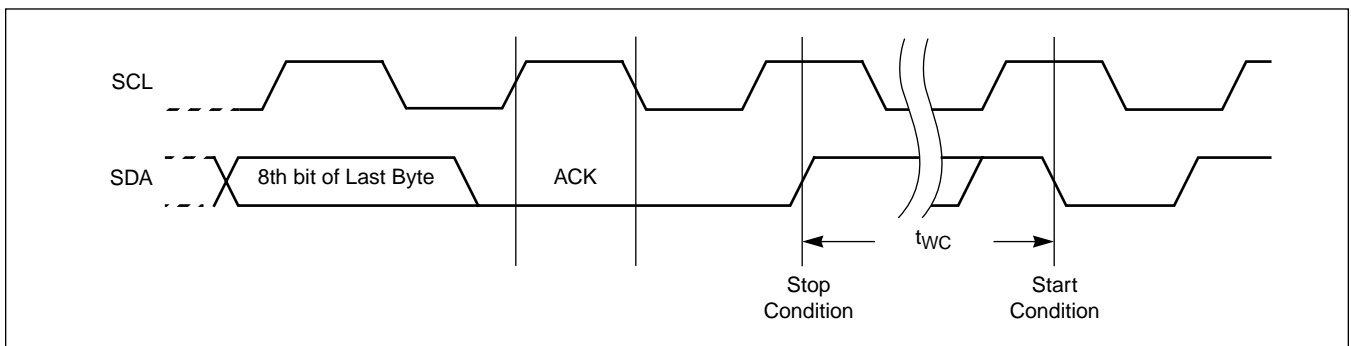 SCL
SDA
8th bit of Last Byte
ACK
tWC
Stop
Condition
Start
Condition